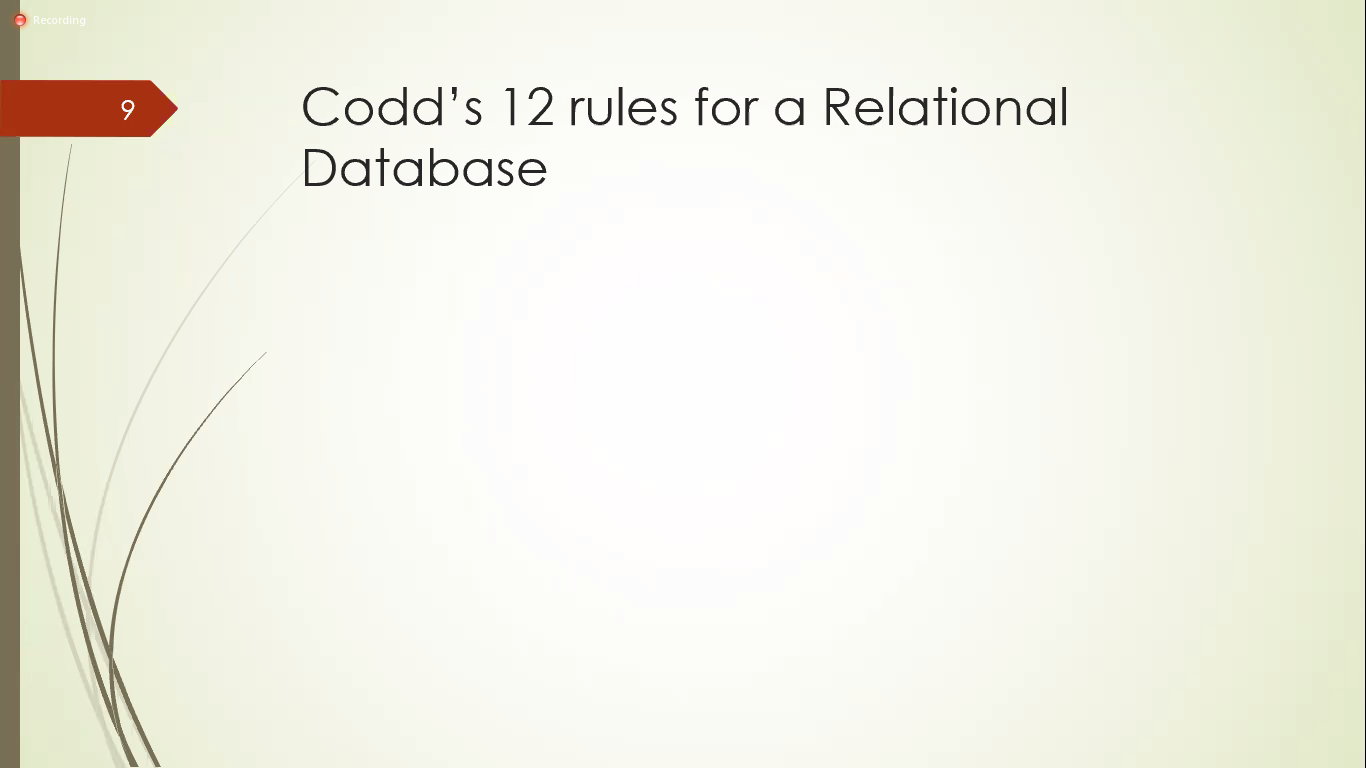 Recording
9
Codd’s 12 rules for a Relational
Database